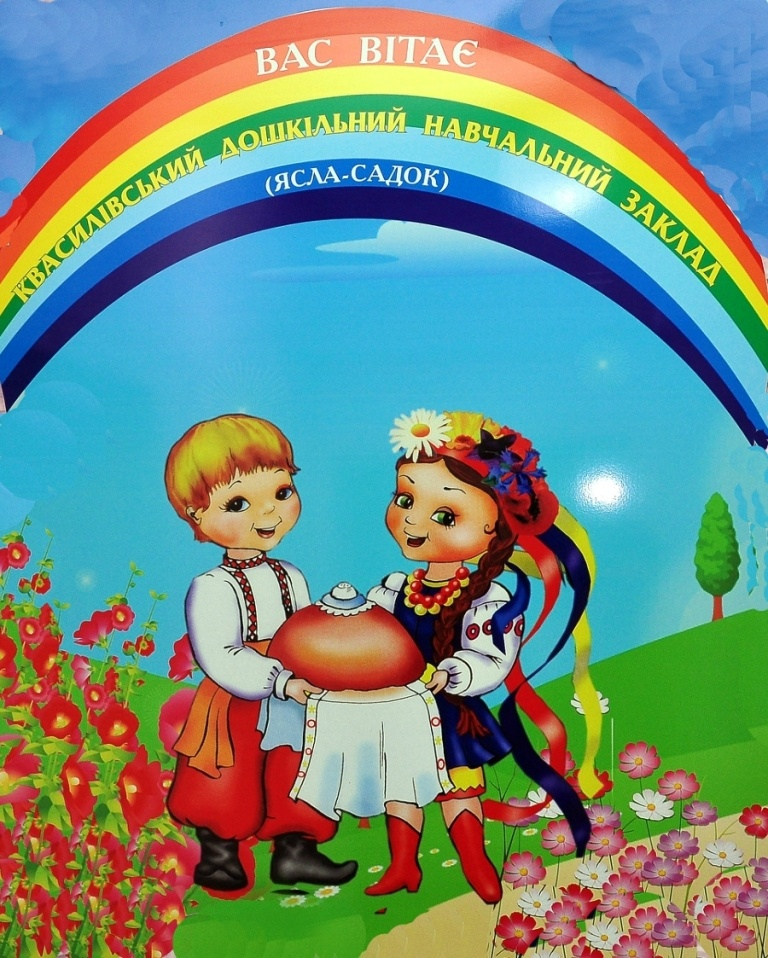 ВАС ВІТАЄ
КВАСИЛІВСЬКИЙ ДОШКІЛЬНИЙ НАВЧАЛЬНИЙ ЗАКЛАД
(ЯСЛА-САДОК)